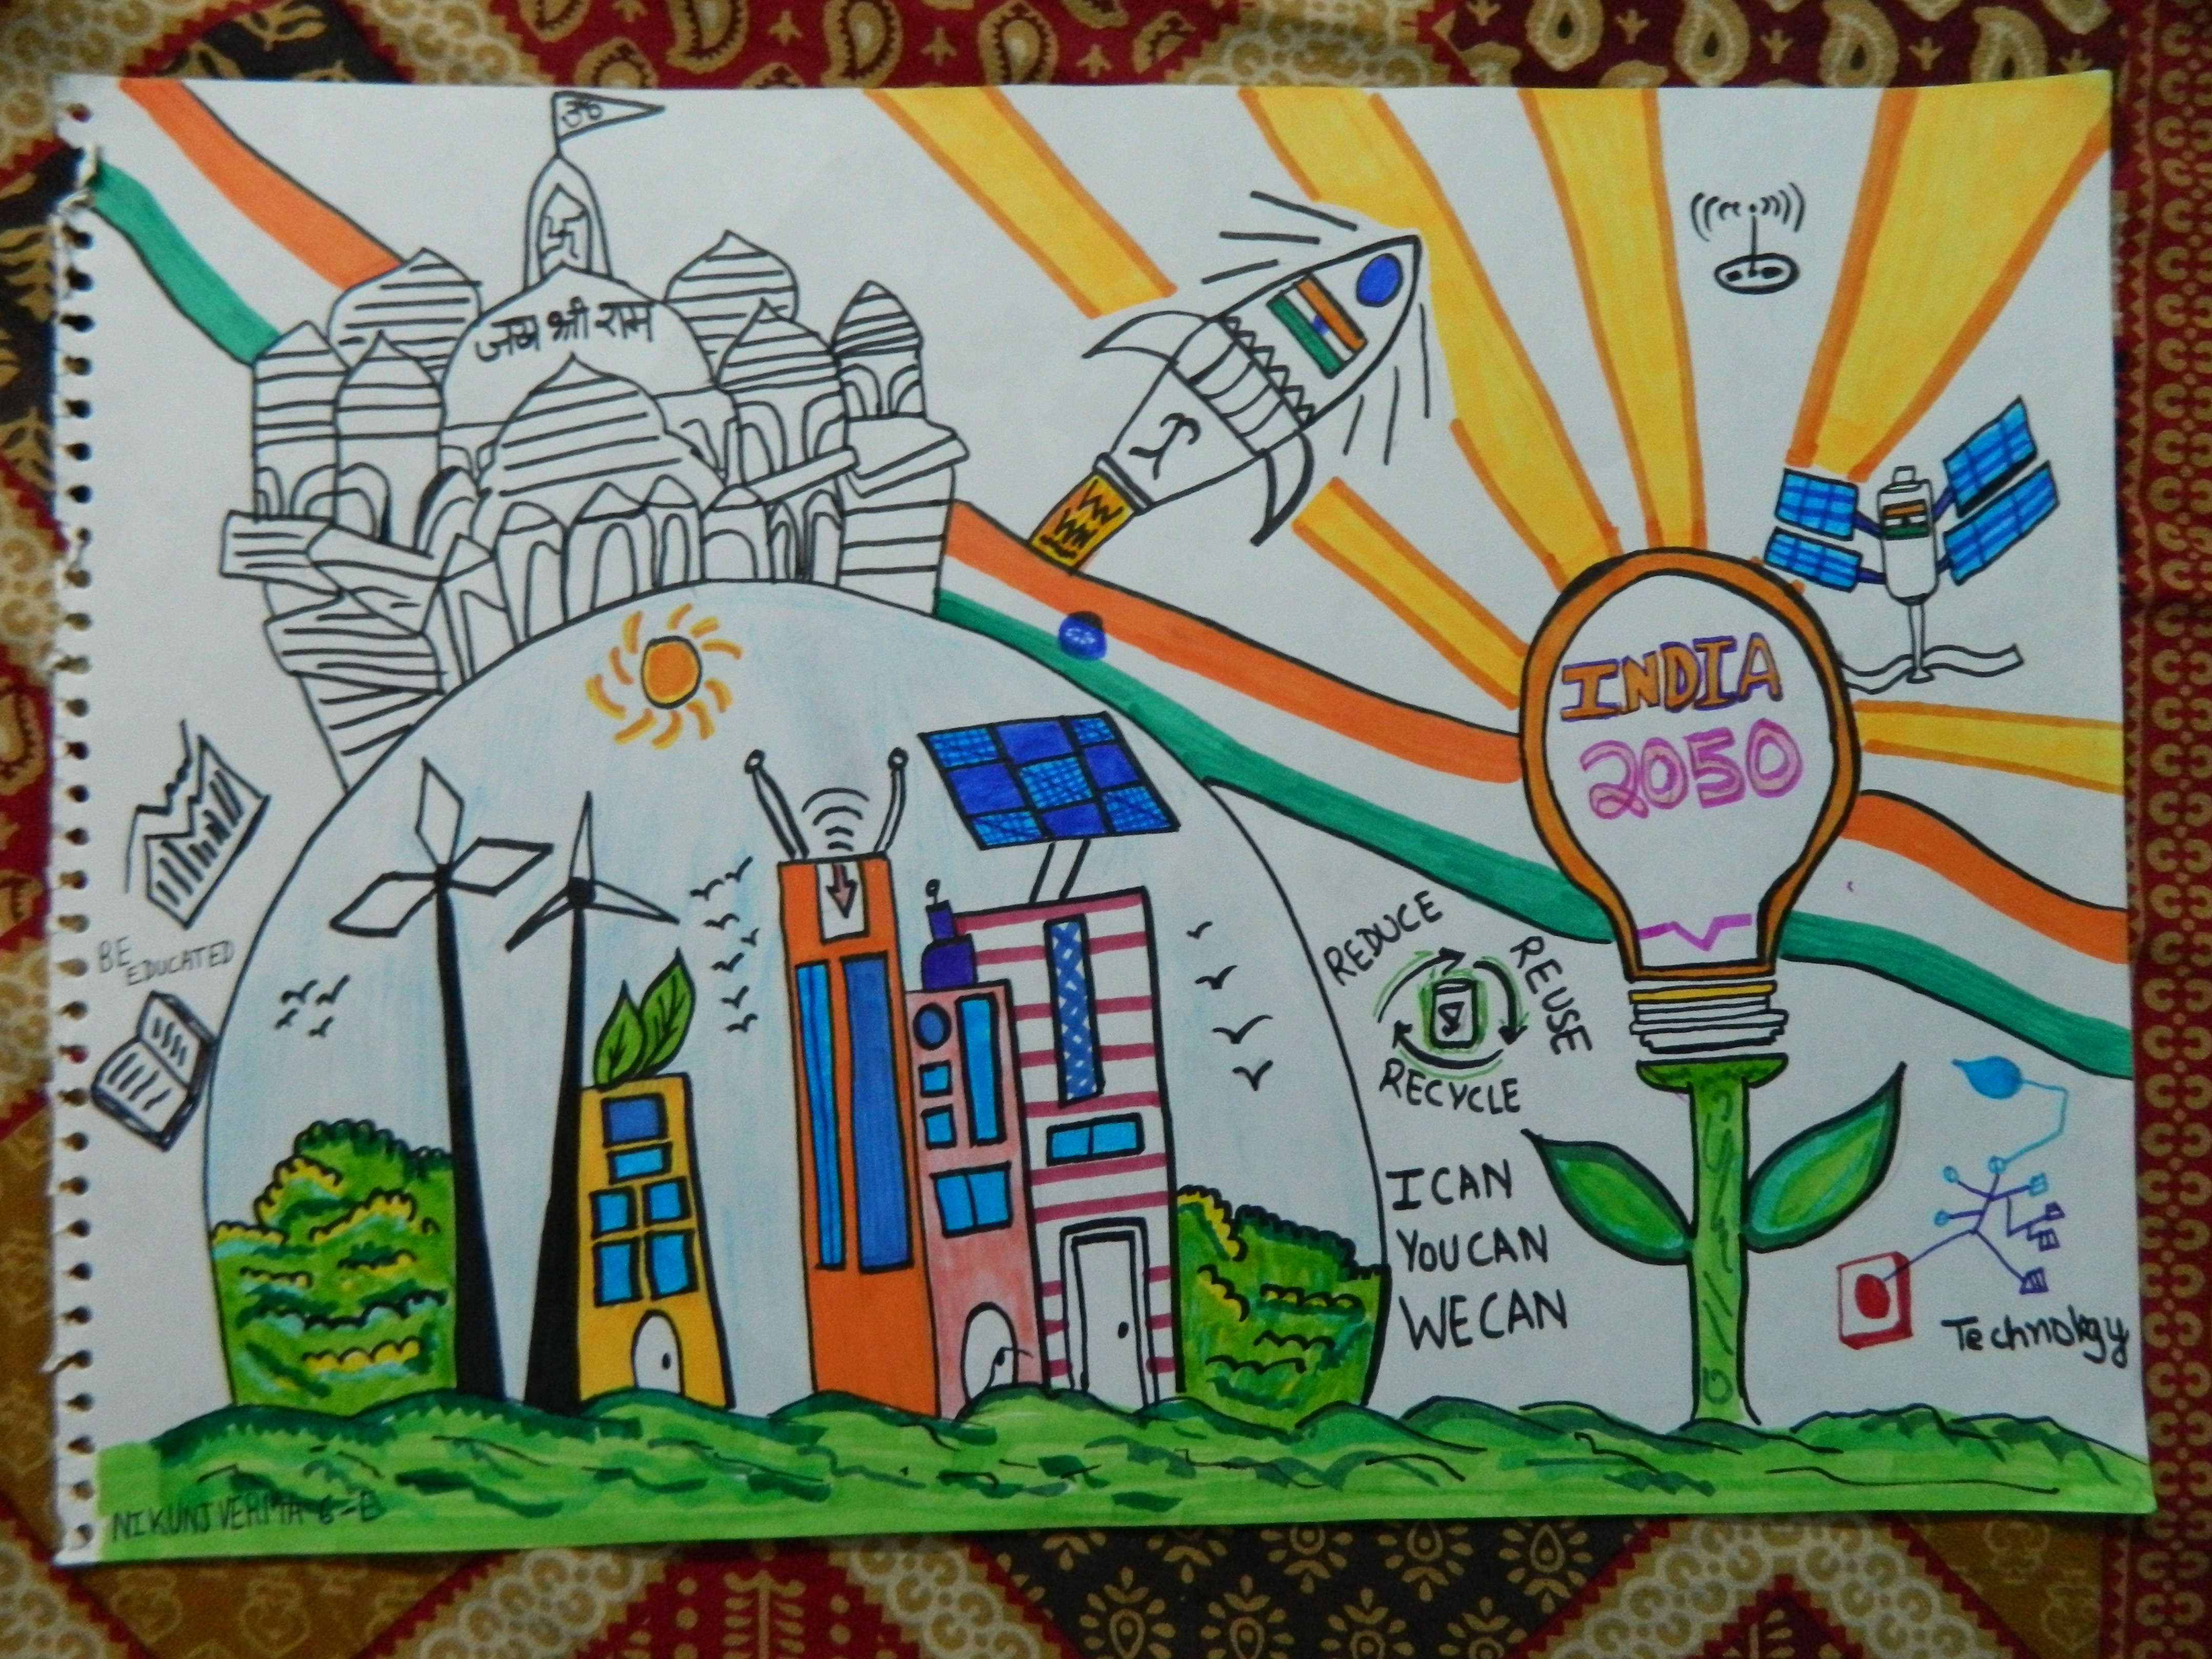 ॐ
जय श्री राम
INDIA
2050
BE
EDUCATED
REDUCE
REUSE
RECYCLE
I CAN
YOU CAN
WE CAN
Technology
NIKUNJ VERMA 6-E